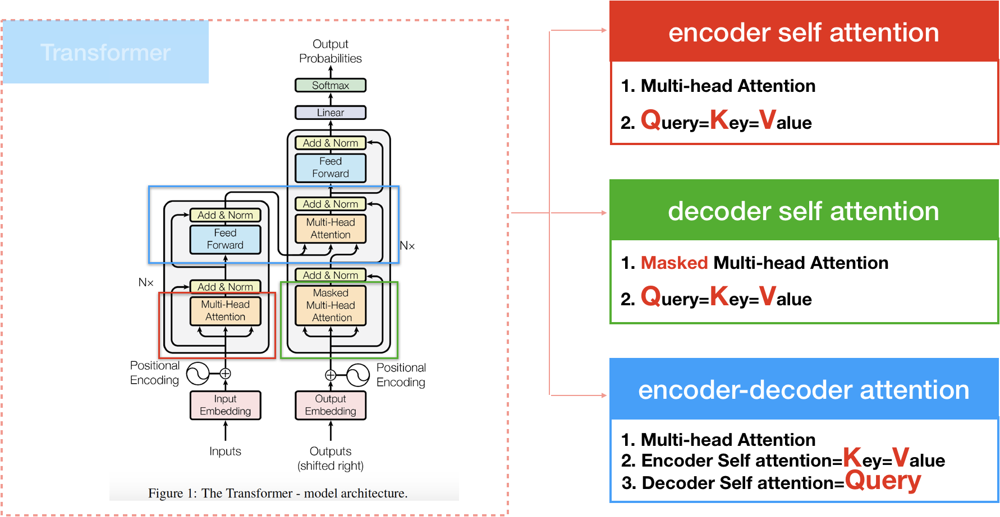 Transformer
Output
Probabilities
Softmax
Linear
Add & Norm
Feed
Forward
Add & Norm
Multi-Head
Attention
Nx
Add & Norm
Masked
Multi-Head
Attention
Add & Norm
Feed
Forward
Nx
Add & Norm
Multi-Head
Attention
Positional
Encoding
Positional
Encoding
Input
Embedding
Output
Embedding
Inputs
Outputs
(shifted right)
Figure 1: The Transformer - model architecture.
encoder self attention
1. Multi-head Attention
2. Query=Key=Value
decoder self attention
1. Masked Multi-head Attention
2. Query=Key=Value
encoder-decoder attention
1. Multi-head Attention
2. Encoder Self attention=Key=Value
3. Decoder Self attention=Query